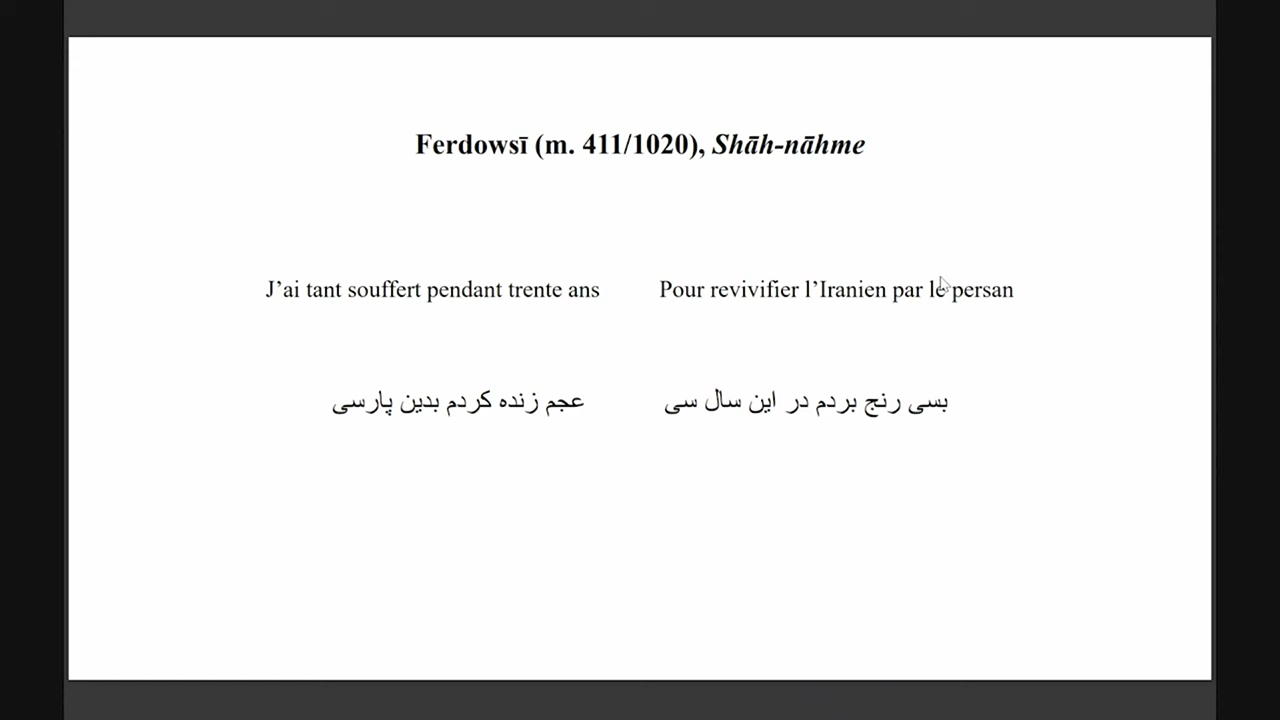 Ferdowsī (m. 411/1020), Shāh-nāhme
J’ai tant souffert pendant trente ans Pour revivifier l’Iranien par le persan
بسی رنج بردم در این سال سی عجم زنده کردم بدین پارسی